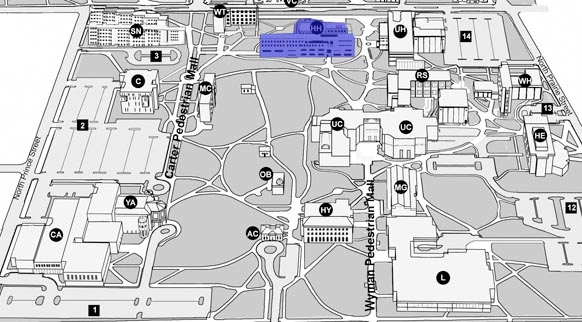 VC
WT
SN
HH
UH
14
3
C
MC
RS
WH
North Prince Street
13
2
UC
UC
HE
Carter Pedestrian Mall
North Prince Street
OB
MG
YA
HY
12
CA
AC
Wyman Pedestrian Mall
L
1